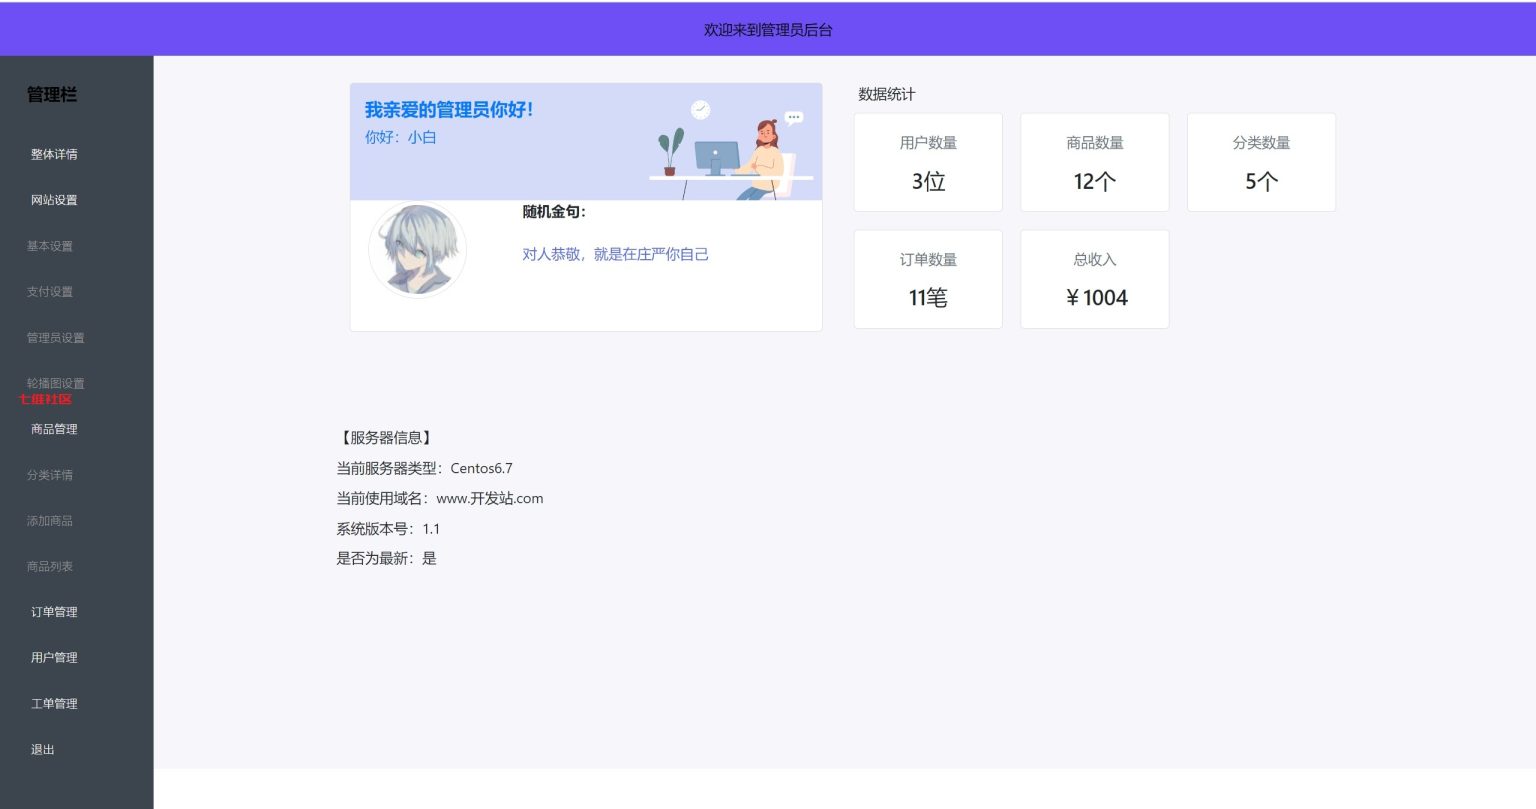 欢迎来到管理员后台
管理栏
整体详情
网站设置
基本设置
支付设置
管理员设置
轮播图设置
七维社区
商品管理
分类详情
添加商品
商品列表
订单管理
用户管理
工单管理
退出
我亲爱的管理员你好!
你好：小白
随机金句:
对人恭敬，就是在庄严你自己
数据统计
用户数量
3位
商品数量
12个
分类数量
5个
订单数量
11笔
总收入
￥1004
【服务器信息】
当前服务器类型：Centos6.7
当前使用域名：www.开发站.com
系统版本号：1.1
是否为最新：是